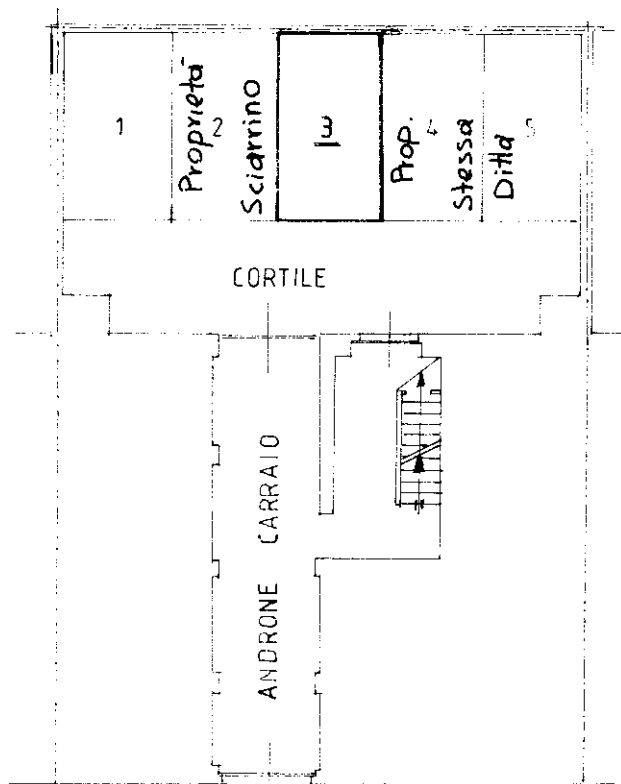 1
Proprietà
2
Sciarrino
3
Prop.
4
Stessa
Ditta
5
CORTILE
ANDRONE CARRAIO